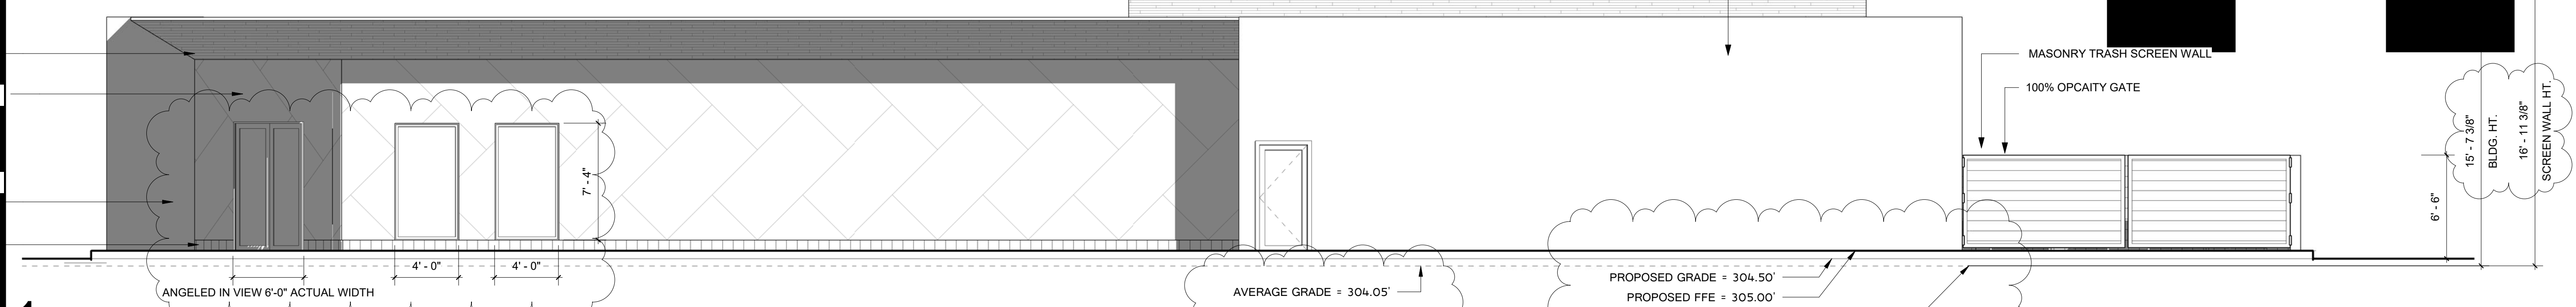 MASONRY TRASH SCREEN WALL
100% OPCAITY GATE
7' - 4"
4' - 0"
4' - 0"
ANGELED IN VIEW 6'-0" ACTUAL WIDTH
AVERAGE GRADE = 304.05'
PROPOSED GRADE = 304.50'
PROPOSED FFE = 305.00'
6' - 6"
15' - 7 3/8"
BLDG. HT.
16' - 11 3/8"
SCREEN WALL HT.